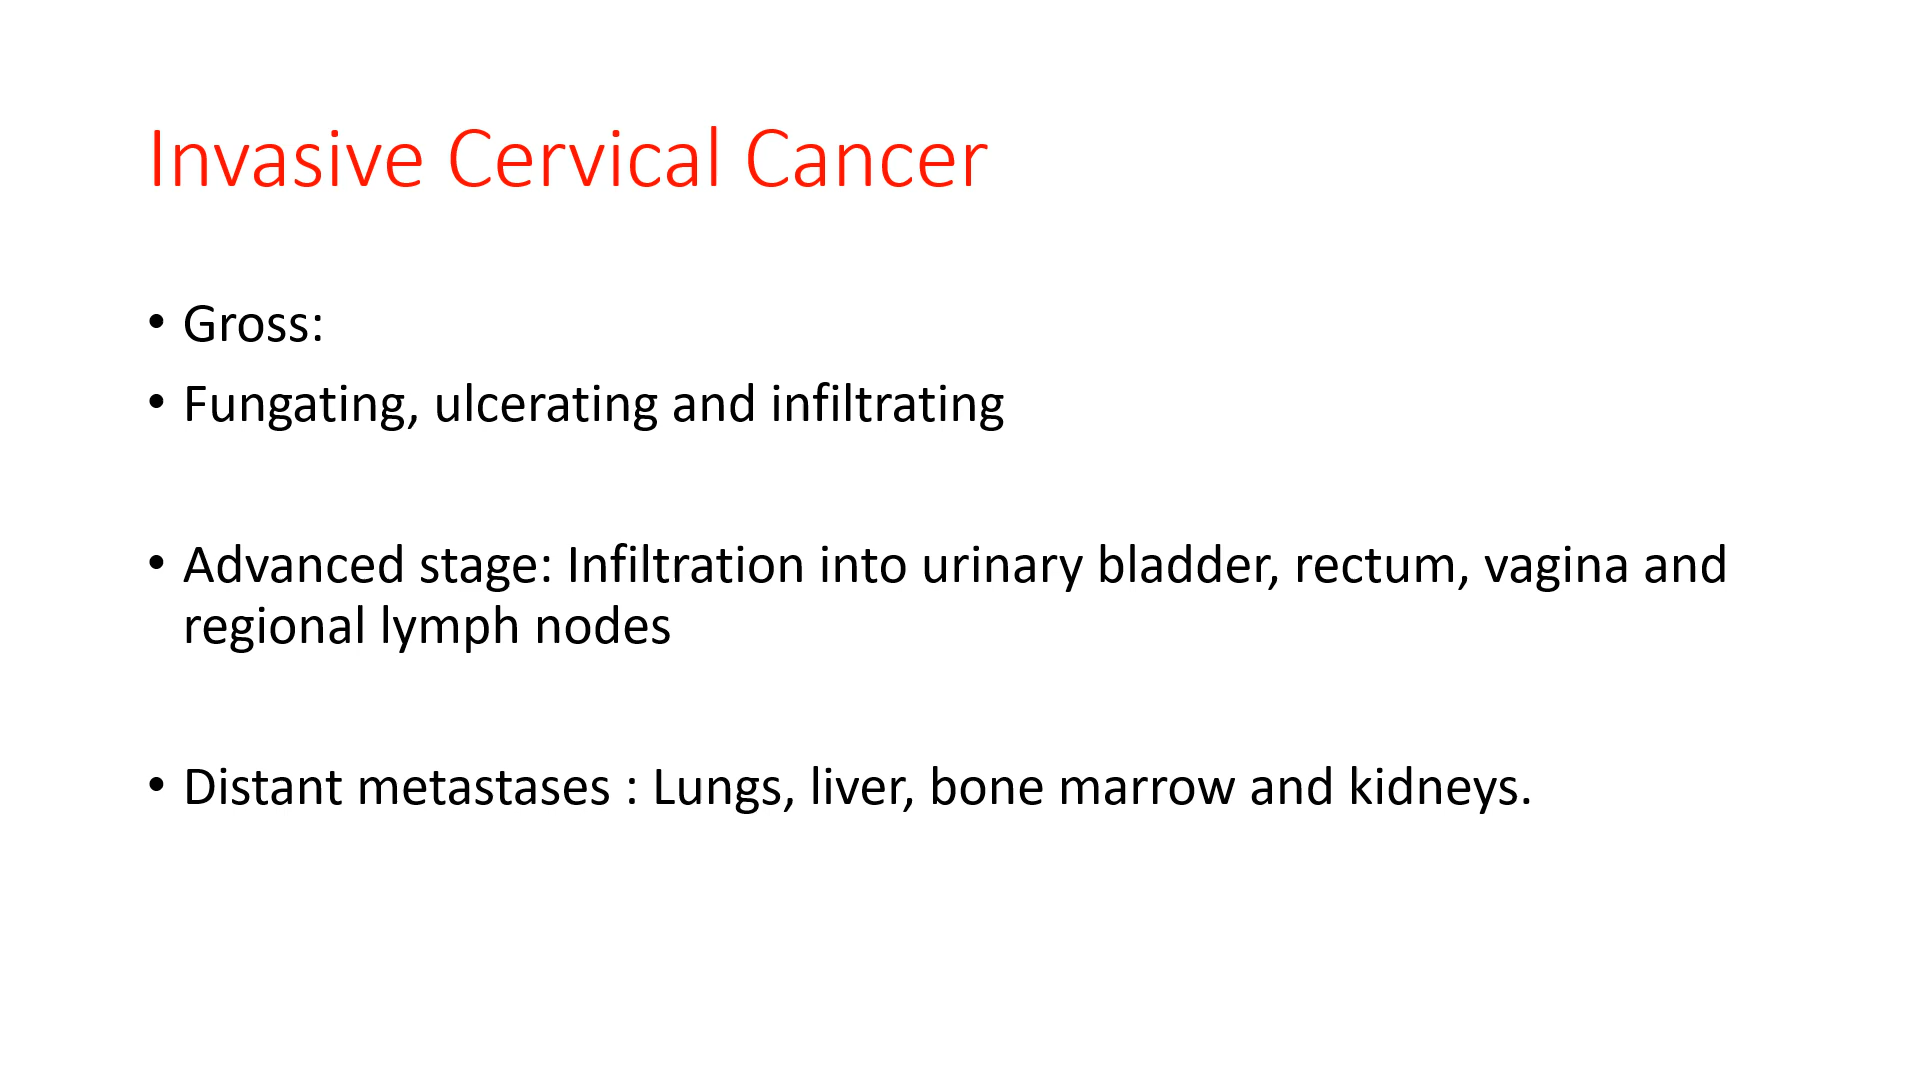 Invasive Cervical Cancer
• Gross:
• Fungating, ulcerating and infiltrating
• Advanced stage: Infiltration into urinary bladder, rectum, vagina and
regional lymph nodes
• Distant metastases : Lungs, liver, bone marrow and kidneys.